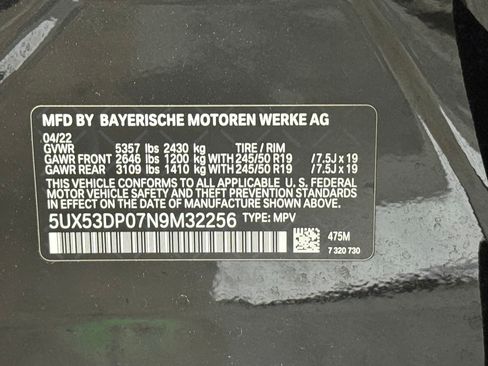 MFD BY BAYERISCHE MOTOREN WERKE AG
04/22
GVWR 5357 lbs 2430 kg TIRE / RIM
GAWR FRONT 2646 lbs 1200 kg WITH 245/50 R19 /7.5J x 19
GAWR REAR 3109 lbs 1410 kg WITH 245/50 R19 /7.5J x 19
THIS VEHICLE CONFORMS TO ALL APPLICABLE U.S. FEDERAL
MOTOR VEHICLE SAFETY AND THEFT PREVENTION STANDARDS
IN EFFECT ON THE DATE OF MANUFACTURE SHOWN ABOVE.
5UX53DP07N9M32256 TYPE: MPV
475M
7 320 730